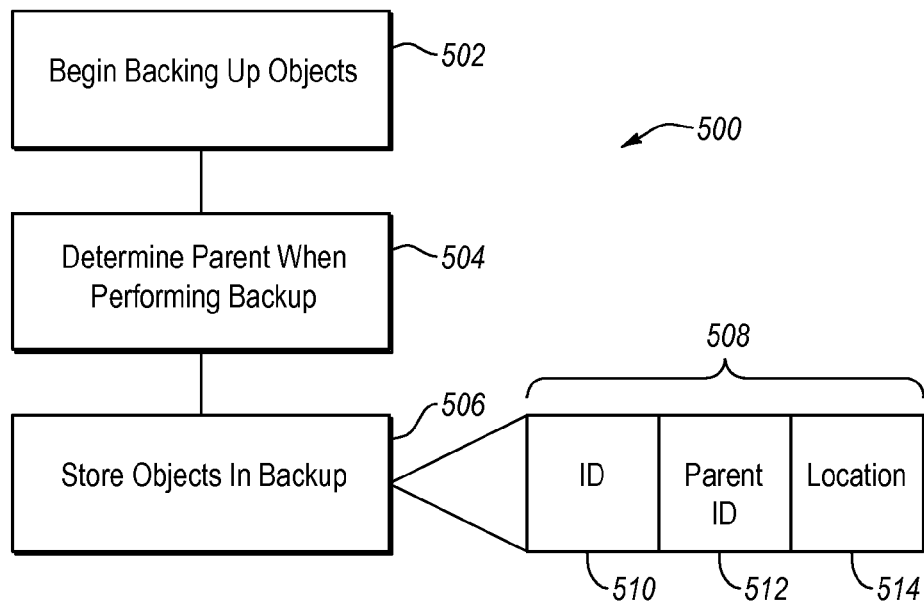 Begin Backing Up Objects
502
500
Determine Parent When
Performing Backup
504
508
506
Store Objects In Backup
ID
Parent
ID
Location
510
512
514